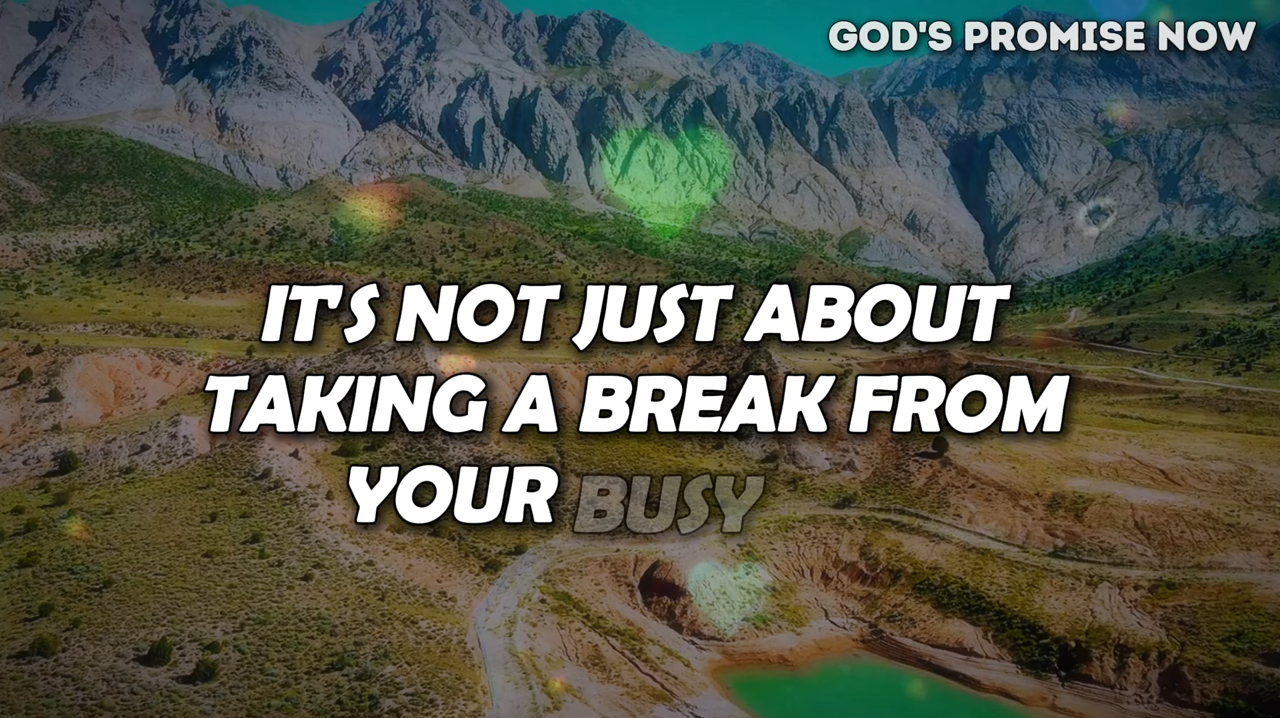 GOD'S PROMISE NOW
IT'S NOT JUST ABOUT
TAKING A BREAK FROM
YOUR BUSY